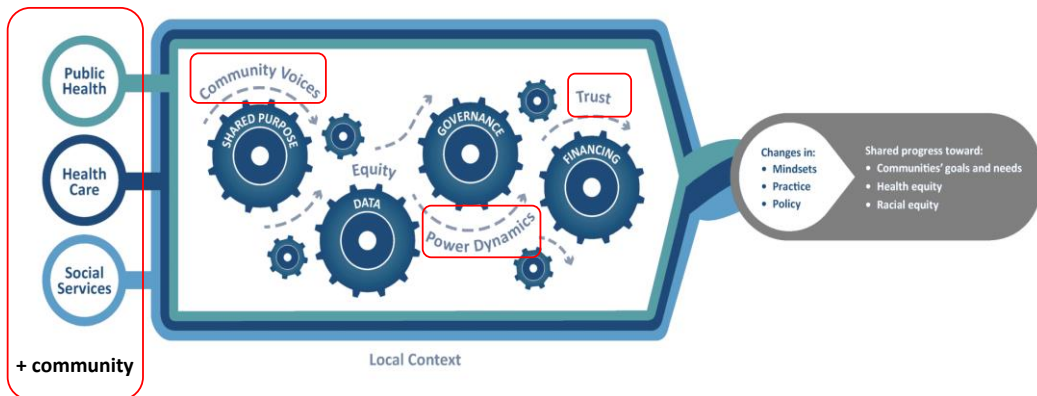 Public
Health
Health
Care
Social
Services
+ community
Community Voices
SHARED PURPOSE
Equity
DATA
GOVERNANCE
Power Dynamics
Trust
FINANCING
Local Context
Changes in:
• Mindsets
• Practice
• Policy
Shared progress toward:
• Communities' goals and needs
• Health equity
• Racial equity